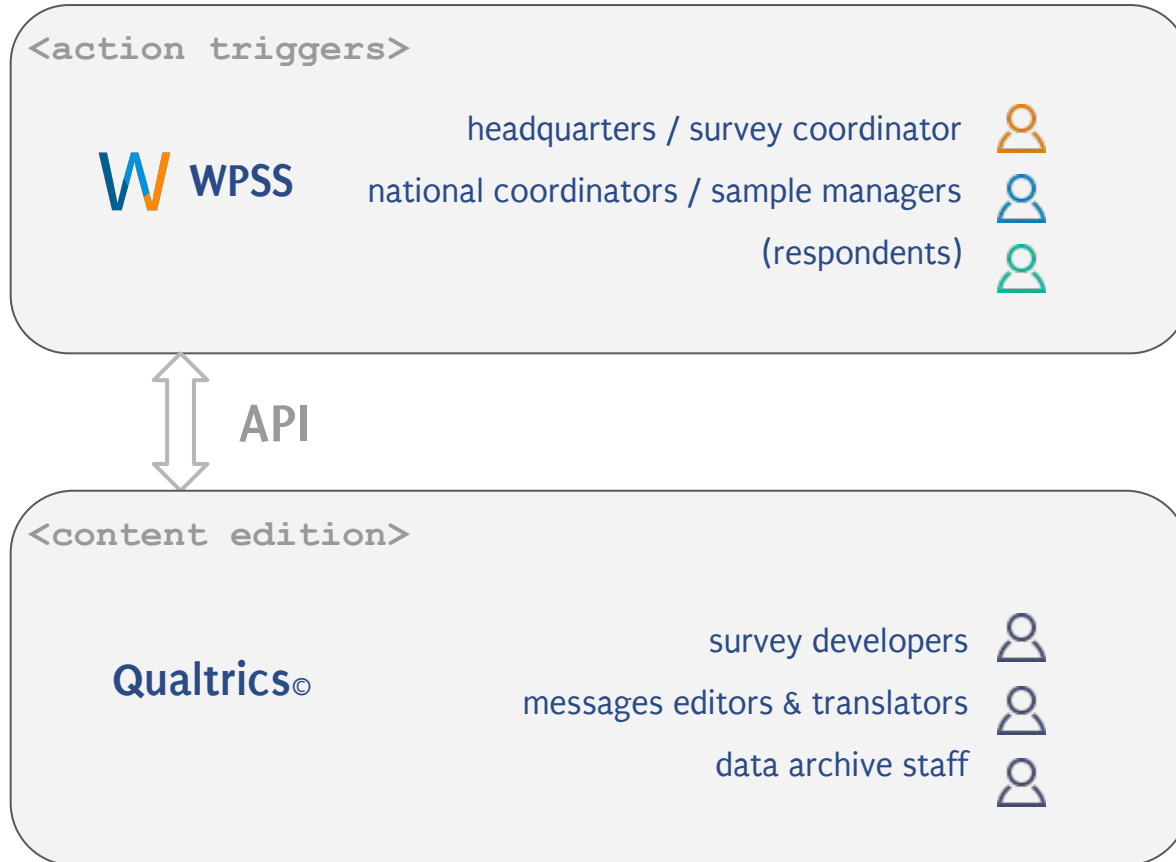 <action triggers>
W WPSS
headquarters / survey coordinator
national coordinators / sample managers
(respondents)
API
<content edition>
Qualtrics©
survey developers
messages editors & translators
data archive staff